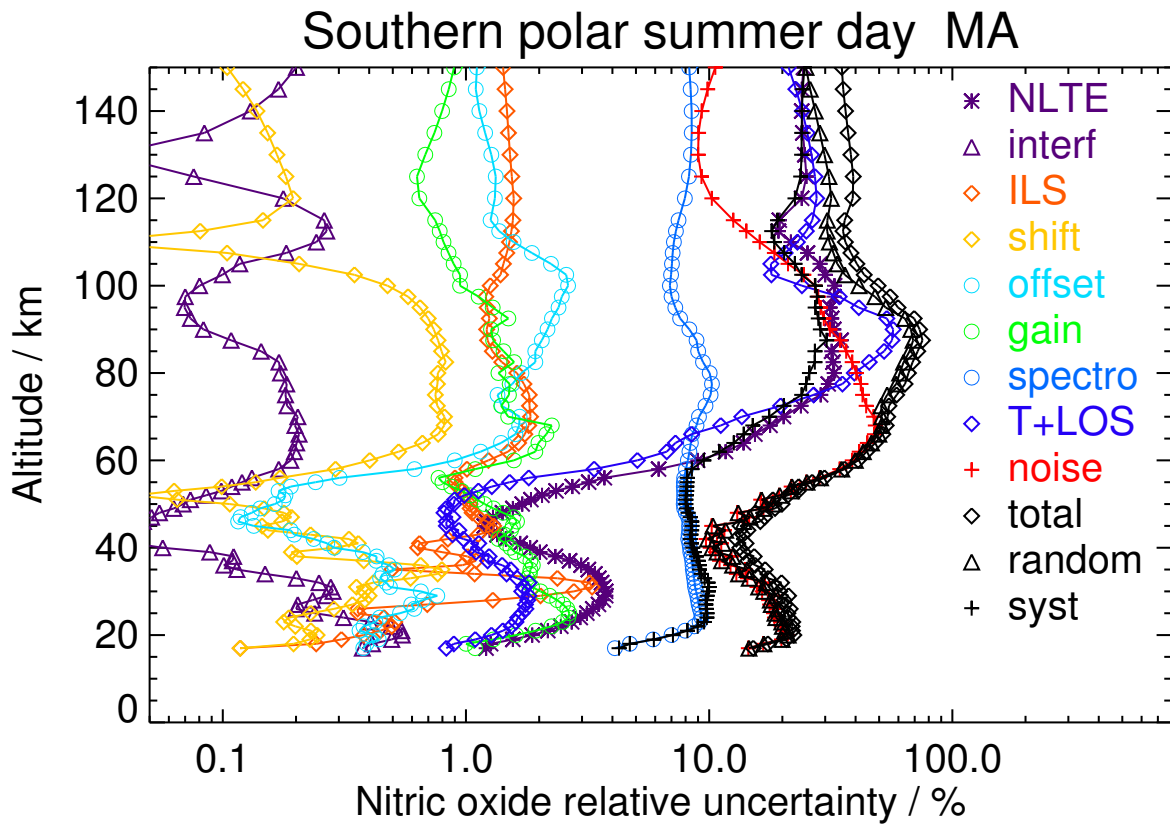 Southern polar summer day MA
Altitude / km
140
120
100
80
60
40
20
0
NLTE
interf
ILS
shift
offset
gain
spectro
T+LOS
noise
total
random
syst
0.1 1.0 10.0 100.0
Nitric oxide relative uncertainty / %